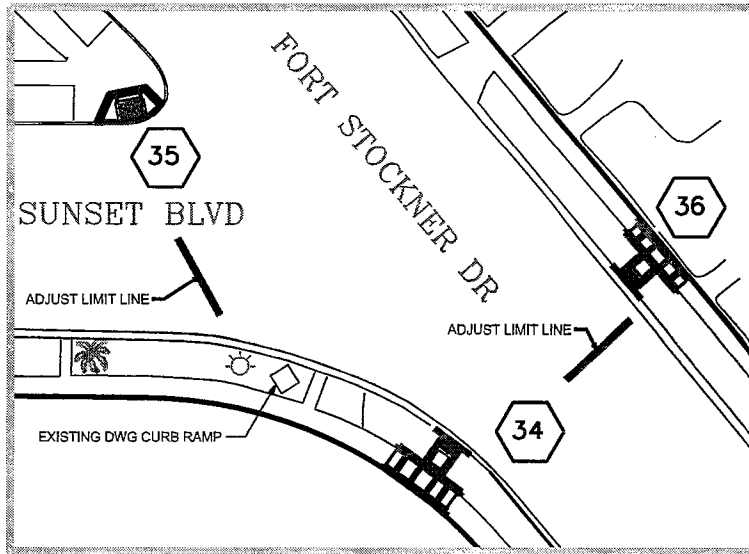 FORT STOCKNER DR
35
36
SUNSET BLVD
ADJUST LIMIT LINE
ADJUST LIMIT LINE
34
EXISTING DWG CURB RAMP